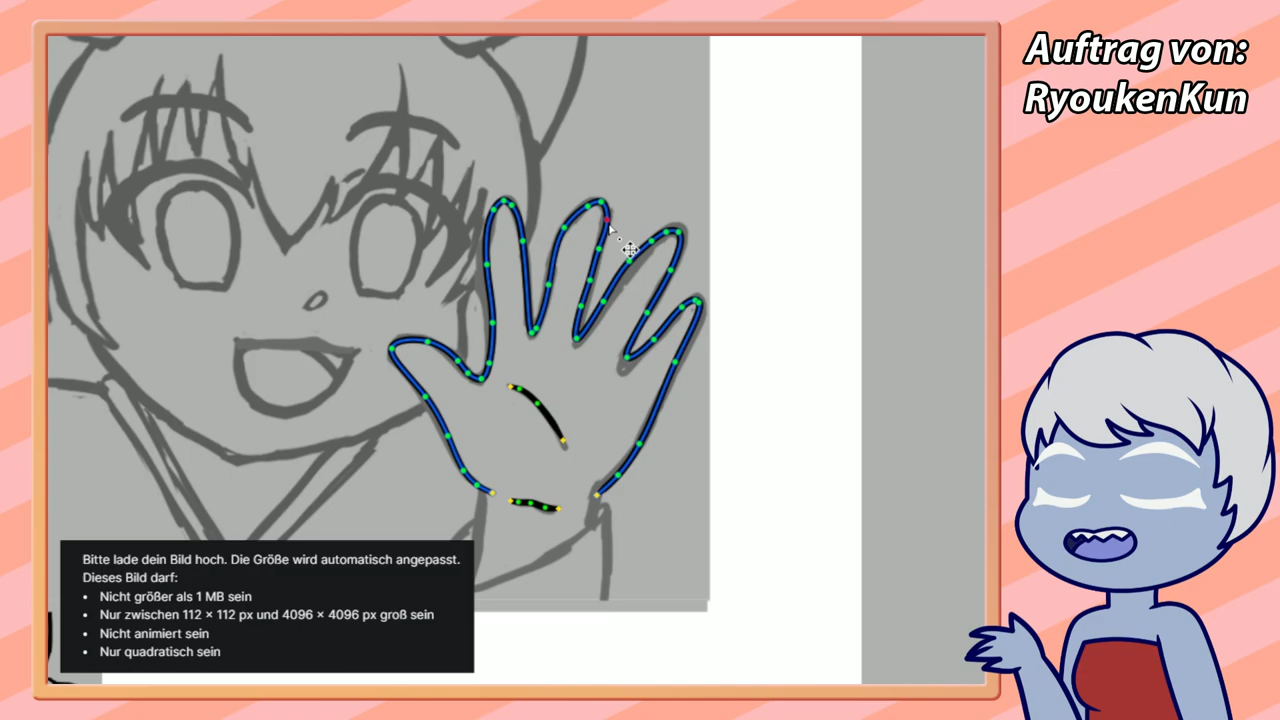 Auftrag von:
RyoukenKun
Bitte lade dein Bild hoch. Die Größe wird automatisch angepasst.
Dieses Bild darf:
• Nicht größer als 1 MB sein
• Nur zwischen 112 × 112 px und 4096 × 4096 px groß sein
• Nicht animiert sein
• Nur quadratisch sein